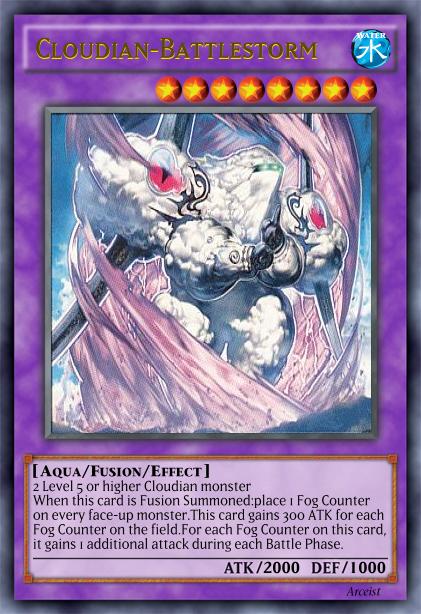 Cloudian-Battlestorm
WATER
水
[Aqua/Fusion/Effect]
2 Level 5 or higher Cloudian monster
When this card is Fusion Summoned:place 1 Fog Counter
on every face-up monster.This card gains 300 ATK for each
Fog Counter on the field.For each Fog Counter on this card,
it gains 1 additional attack during each Battle Phase.
ATK/2000 DEF/1000
Arceist